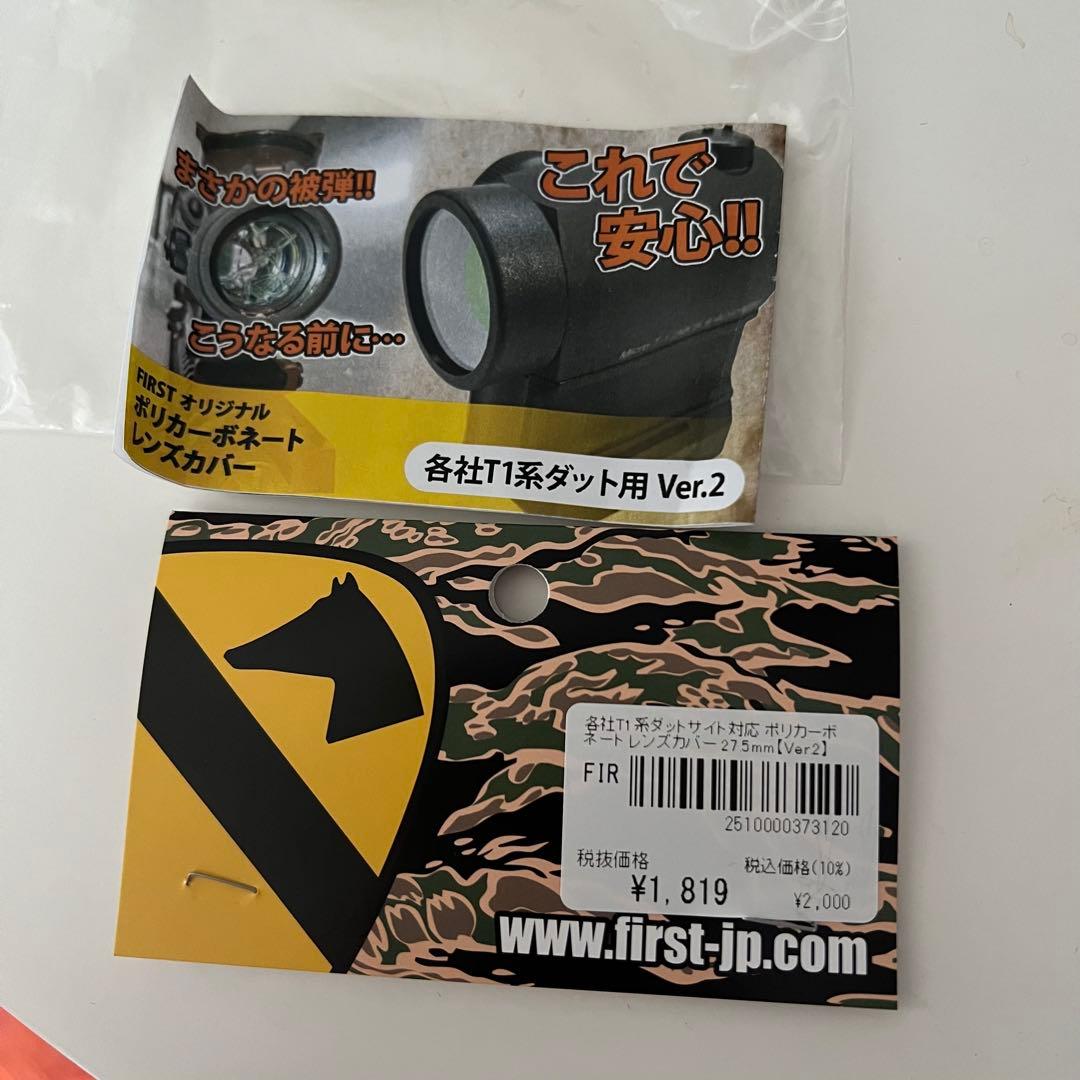 まさかの被弾!!
これで
安心!!
こうなる前に…
FIRST オリジナル
ポリカーボネート
レンズカバー
各社T1系ダット用 Ver.2
各社T1系ダットサイト対応 ポリカーボ
ネートレンズカバー 27.5mm【Ver.2】
FIR
2510000373120
税抜価格
税込価格(10%)
¥1,819
¥2,000
www.first-jp.com